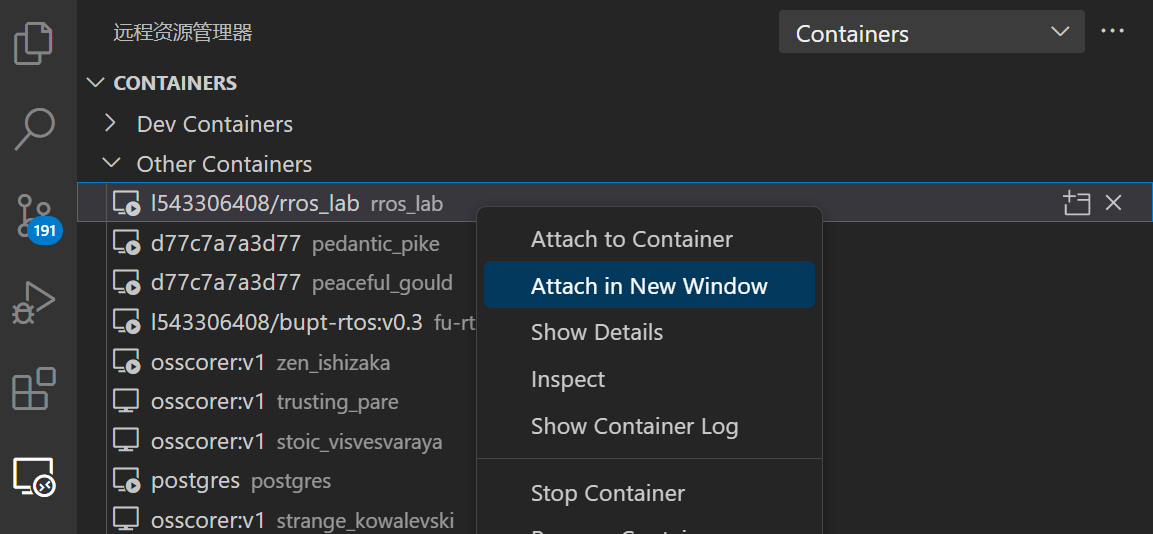 远程资源管理器
Containers
CONTAINERS
Dev Containers
Other Containers
l543306408/rros_lab rros_lab
d77c7a7a3d77 pedantic_pike
d77c7a7a3d77 peaceful_gould
l543306408/bupt-rtos:v0.3 fu-rt
osscorer:v1 zen_ishizaka
osscorer:v1 trusting_pare
osscorer:v1 stoic_visvesvaraya
postgres postgres
osscorer:v1 strange_kowalevski
191
Attach to Container
Attach in New Window
Show Details
Inspect
Show Container Log
Stop Container